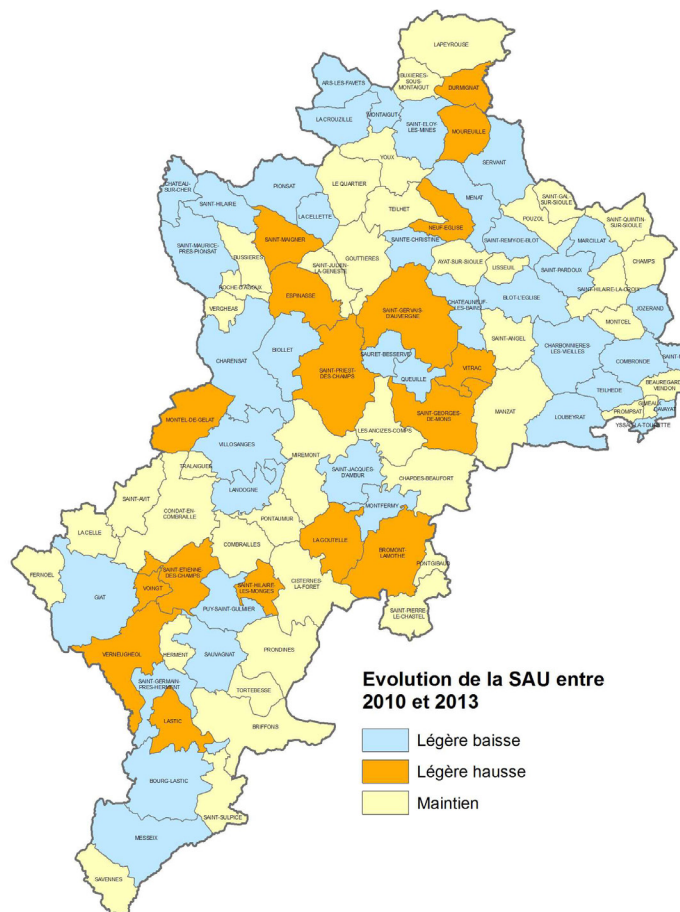 LAPEYROUSE
BUXIERES-
SOUS-
MONTAIGUT
ARS-LES-FAVETS
DURMIGNAT
LA CROUZILLE
MONTAIGUT
SAINT-ELOY-
LES-MINES
MOUREUILLE
YOUX
SERVANT
CHATEAU-
SUR-CHER
PIONSAT
LE QUARTIER
SAINT-HILAIRE
TEILHET
MENAT
SAINT-GAL-
SUR-SIOULE
LA CELLETTE
POUZOL
SAINT-QUINTIN-
SUR-SIOULE
NEUF-EGLISE
SAINT-MAIGNER
SAINTE-CHRISTINE
SAINT-REMY-DE-BLOT
MARCILLAT
SAINT-MAURICE-
PRES-PIONSAT
BUSSIERES
GOUTTIERES
SAINT-JULIEN-
LA-GENESTE
AYAT-SUR-SIOULE
LISSEUIL
CHAMPS
SAINT-PARDOUX
ROCHE-D'AGOUX
ESPINASSE
SAINT-HILAIRE-LA-CROIX
VERGHEAS
SAINT-GERVAIS-
D'AUVERGNE
CHATEAUNEUF-
LES-BAINS
BLOT-L'EGLISE
JOZERAND
MONTCEL
SAINT-ANGEL
CHARBONNIERES-
LES-VIEILLES
BIOLLET
CHARENSAT
SAURET-BESSERVE
VITRAC
COMBRONDE
SAINT-PRIEST-
DES-CHAMPS
QUEUILLE
TEILHEDE
BEAUREGARD-
VENDON
GIMEAUX
PROMPSAT
DAVAYAT
MONTEL-DE-GELAT
SAINT-GEORGES-
DE-MONS
MANZAT
LOUBEYRAT
LES ANCIZES-COMPS
VILLOSANGES
MIREMONT
TRALAIGUES
SAINT-JACQUES-
D'AMBUR
CHAPDES-BEAUFORT
SAINT-AVIT
LANDOGNE
MONTFERMY
CONDAT-EN-
COMBRAILLE
PONTAUMUR
LA CELLE
LA GOUTELLE
COMBRAILLES
BROMONT-
LAMOTHE
PONTGIBAUD
FERNOEL
SAINT-ETIENNE-
DES-CHAMPS
CISTERNES-
LA-FORET
VOINGT
SAINT-HILAIRE-
LES-MONGES
GIAT
PUY-SAINT-GULMIER
SAINT-PIERRE-
LE-CHASTEL
VERNEUGHEOL
HERMENT
SAUVAGNAT
PRONDINES
SAINT-GERMAIN-
PRES-HERMENT
TORTEBESSE
LASTIC
BRIFFONS
BOURG-LASTIC
SAINT-SULPICE
MESSEIX
SAVENNES
Evolution de la SAU entre
2010 et 2013
Légère baisse
Légère hausse
Maintien